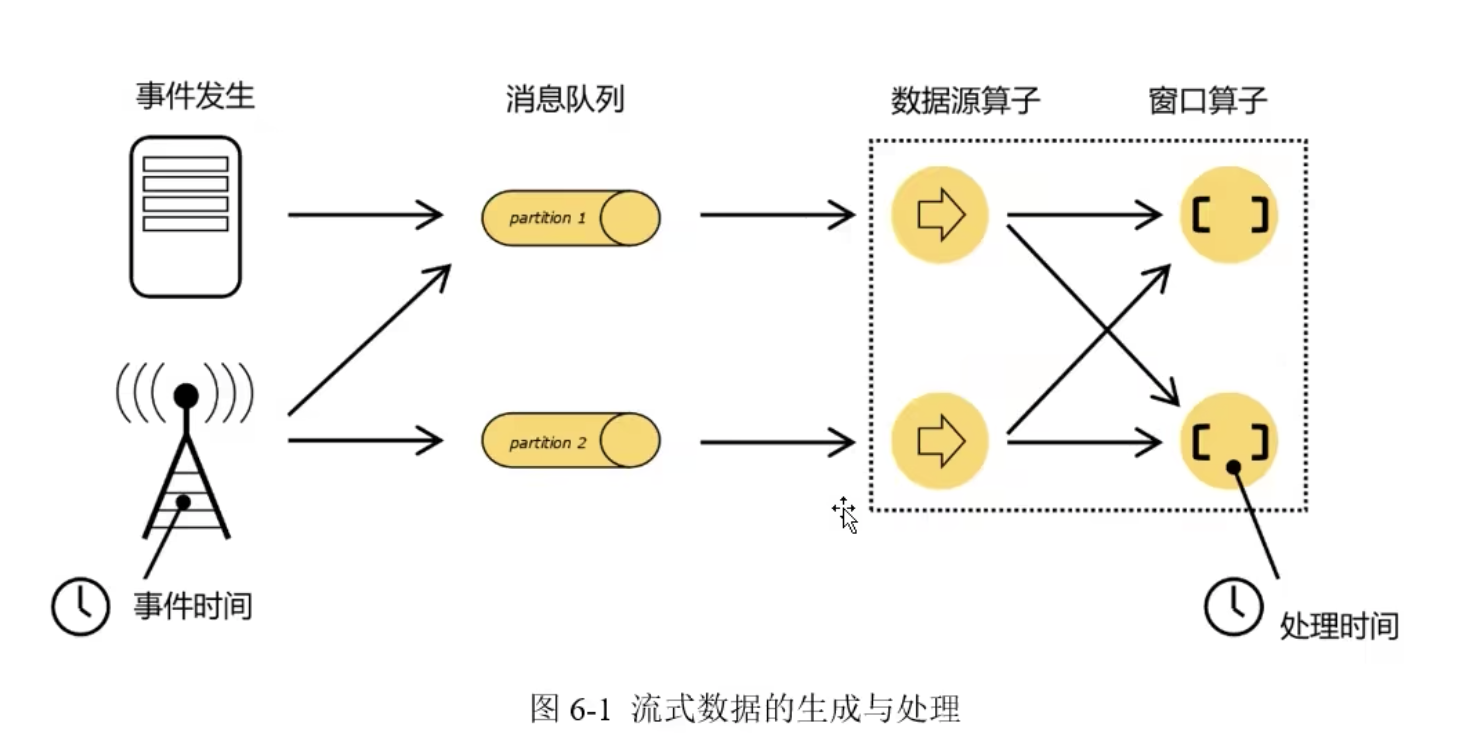 事件发生
消息队列
数据源算子
窗口算子
partition 1
partition 2
事件时间
处理时间
图 6-1 流式数据的生成与处理